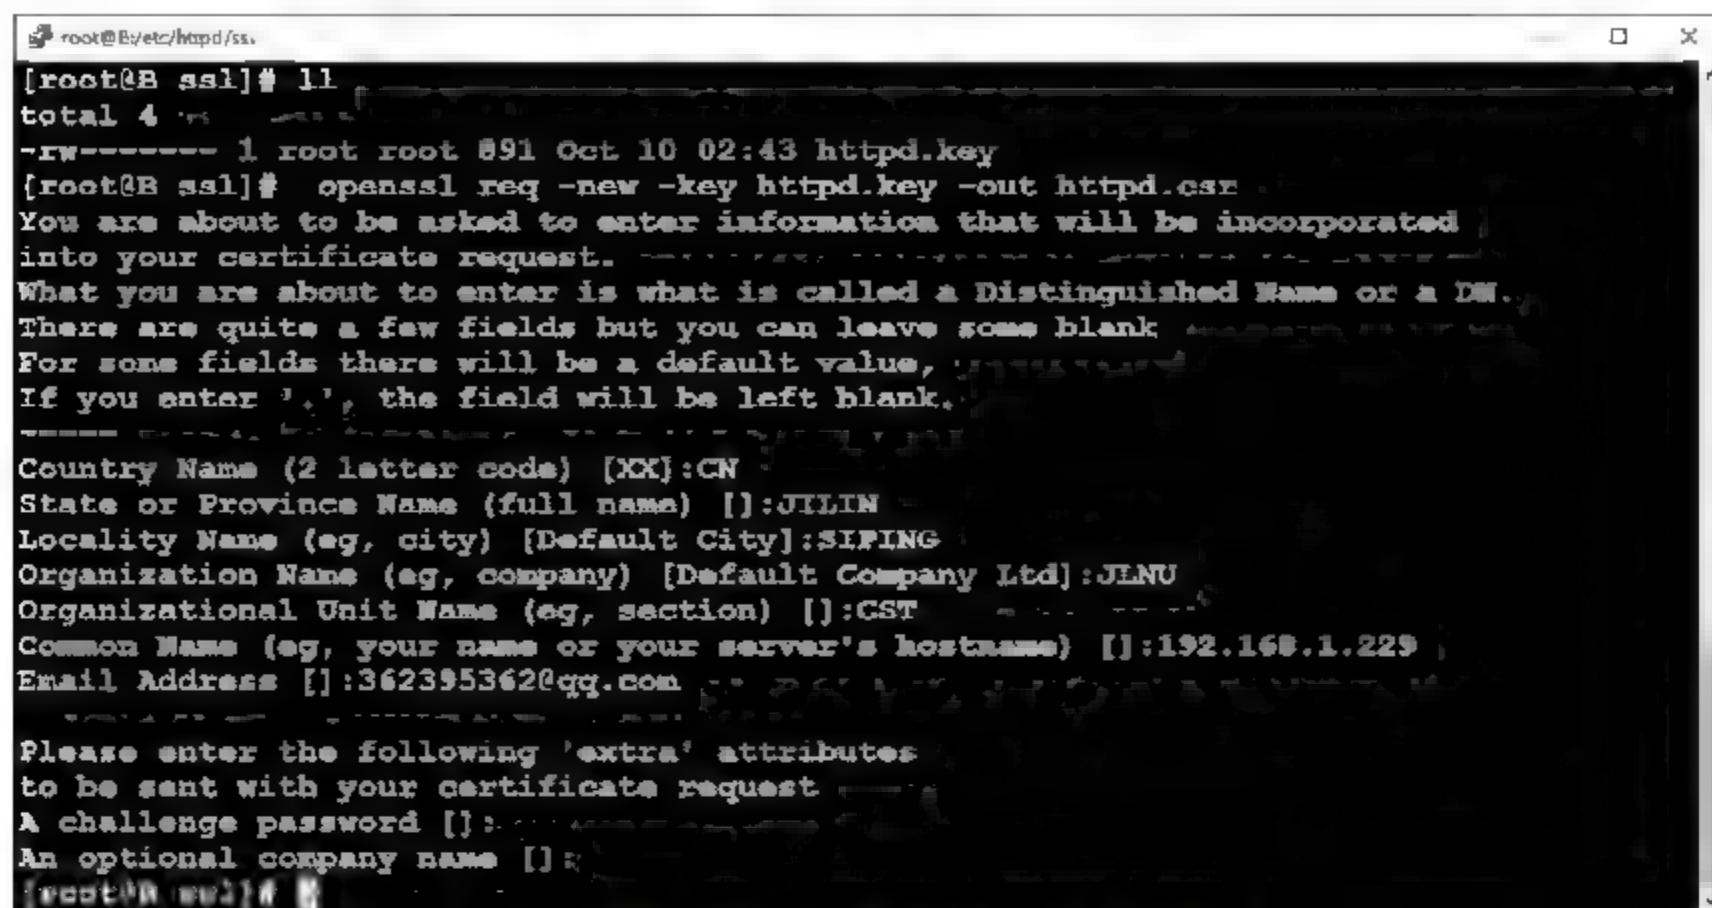 root@B:/etc/httpd/ssl
[root@B ssl]# ll
total 4
-rw------- 1 root root 891 Oct 10 02:43 httpd.key
[root@B ssl]#  openssl req -new -key httpd.key -out httpd.csr
You are about to be asked to enter information that will be incorporated
into your certificate request.
What you are about to enter is what is called a Distinguished Name or a DN.
There are quite a few fields but you can leave some blank
For some fields there will be a default value,
If you enter '.', the field will be left blank.
-----
Country Name (2 letter code) [XX]:CN
State or Province Name (full name) []:JILIN
Locality Name (eg, city) [Default City]:SIPING
Organization Name (eg, company) [Default Company Ltd]:JLNU
Organizational Unit Name (eg, section) []:CST
Common Name (eg, your name or your server's hostname) []:192.168.1.229
Email Address []:362395362@qq.com
Please enter the following 'extra' attributes
to be sent with your certificate request
A challenge password []:
An optional company name []:
[root@B ssl]#